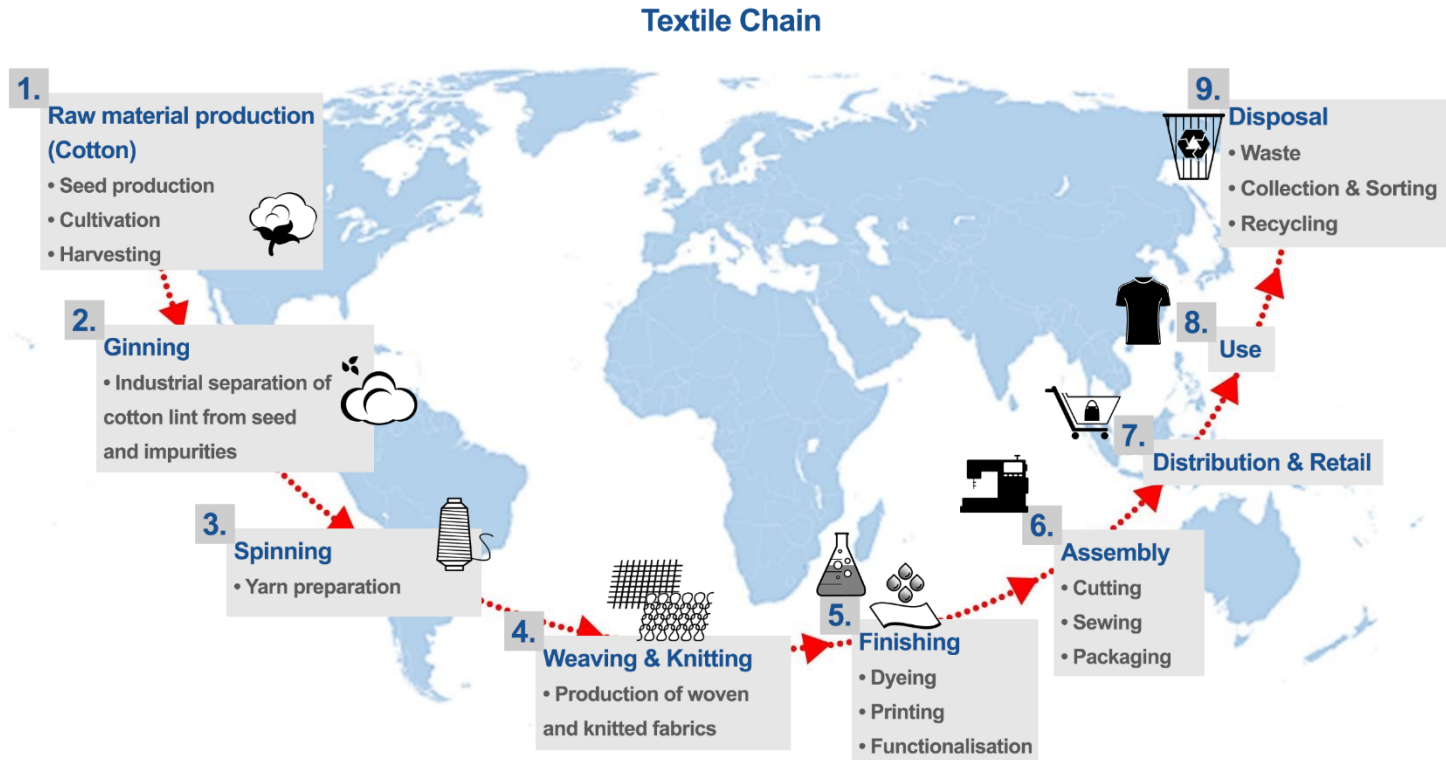 Textile Chain
1.
Raw material production
(Cotton)
• Seed production
• Cultivation
• Harvesting
2.
Ginning
• Industrial separation of
cotton lint from seed
and impurities
3.
Spinning
• Yarn preparation
4.
Weaving & Knitting
• Production of woven
and knitted fabrics
5.
Finishing
• Dyeing
• Printing
• Functionalisation
6.
Assembly
• Cutting
• Sewing
• Packaging
7.
Distribution & Retail
8.
Use
9.
Disposal
• Waste
• Collection & Sorting
• Recycling